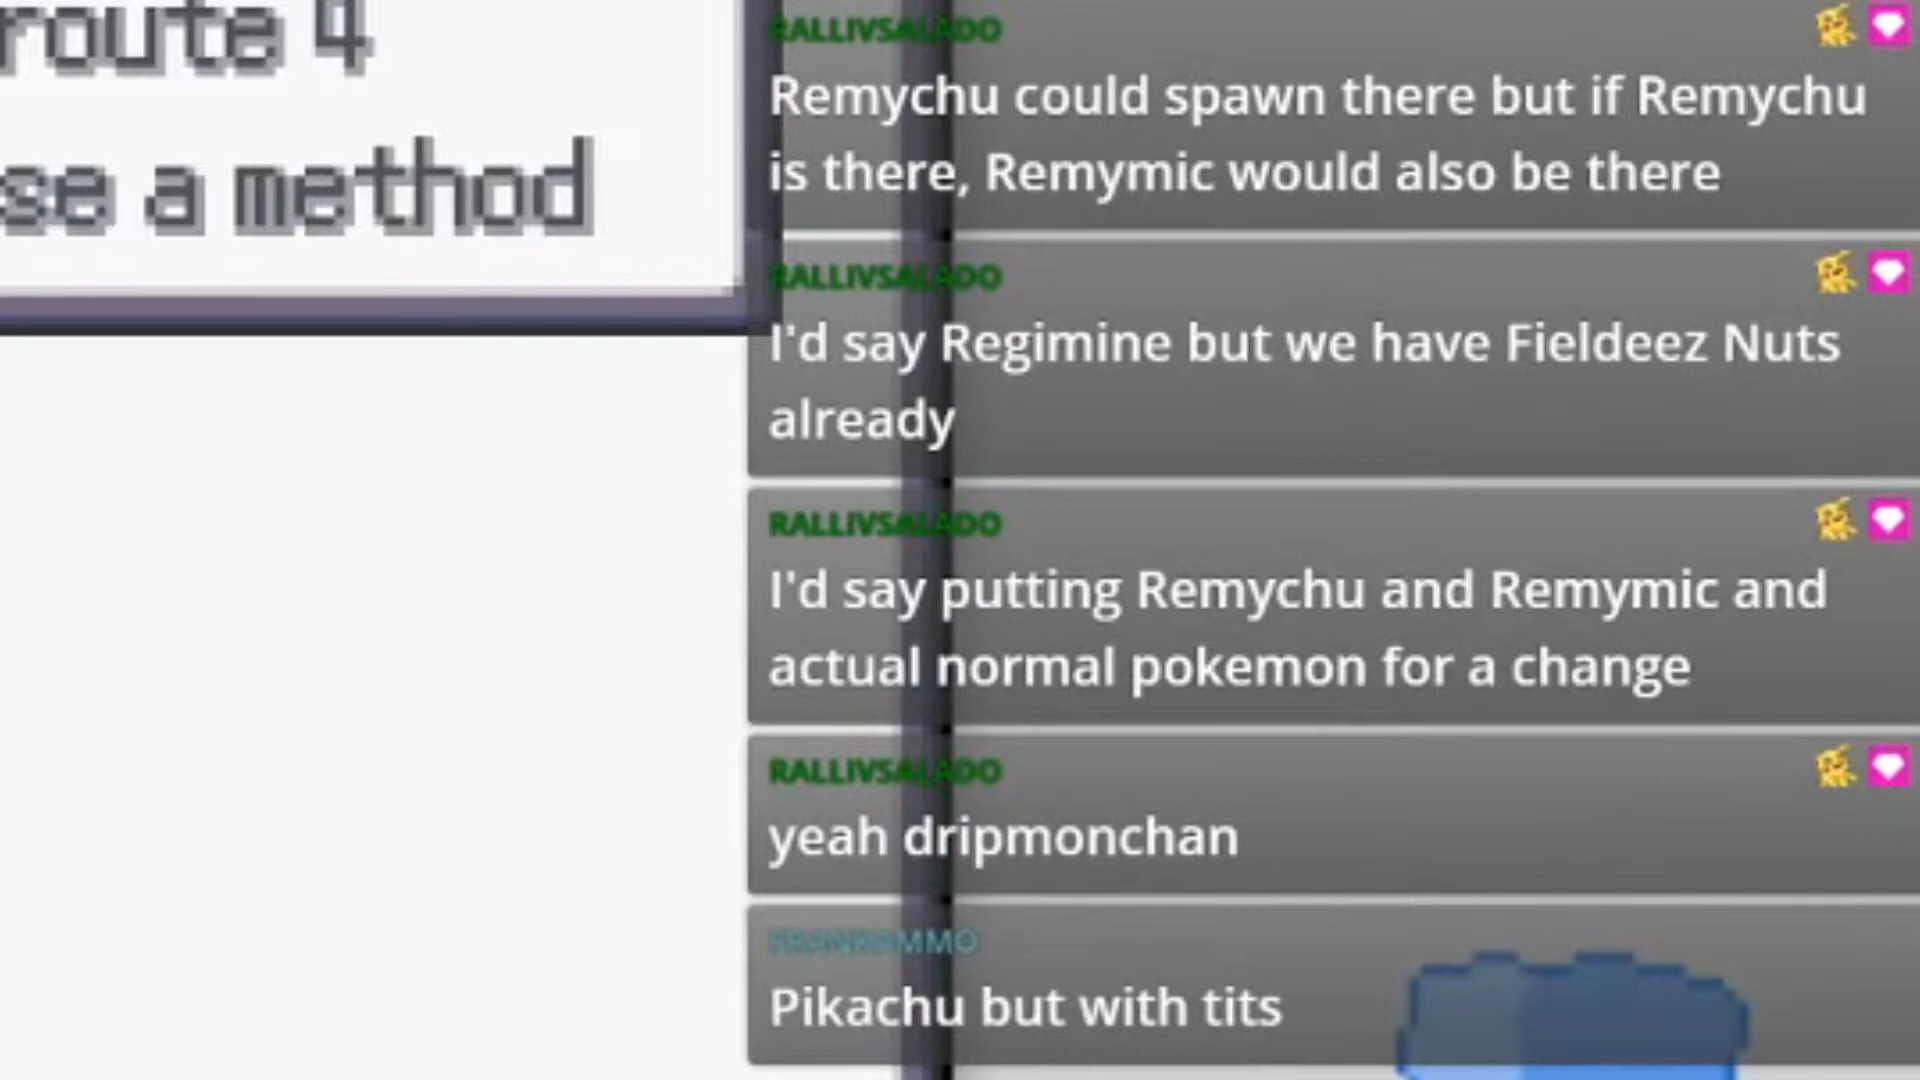 route 4
se a method
RALLIVSALADO
Remychu could spawn there but if Remychu
is there, Remymic would also be there
RALLIVSALADO
I'd say Regimine but we have Fieldeez Nuts
already
RALLIVSALADO
I'd say putting Remychu and Remymic and
actual normal pokemon for a change
RALLIVSALADO
yeah dripmonchan
FRANKAMMO
Pikachu but with tits